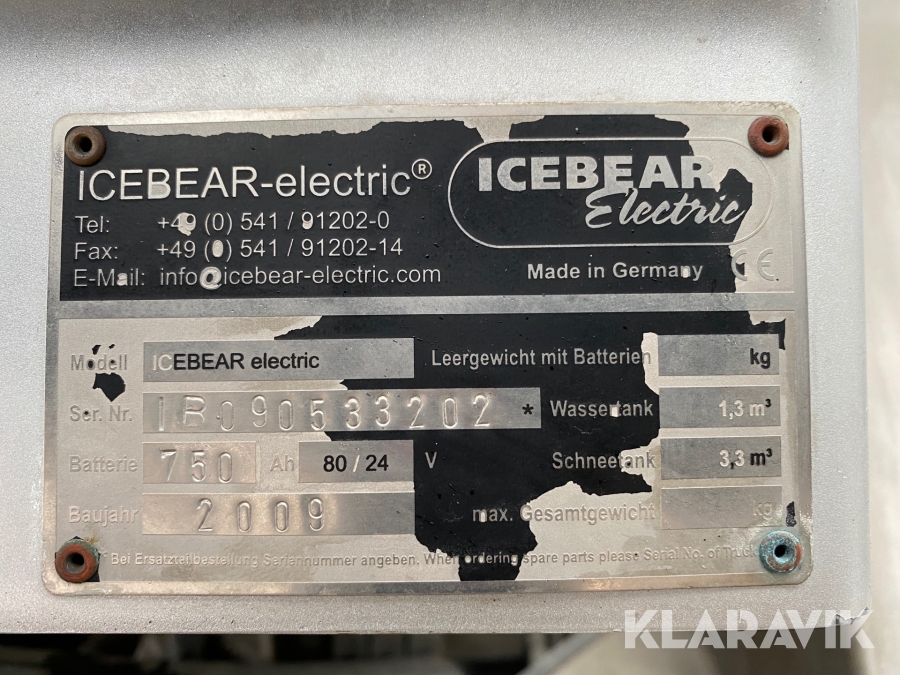 ICEBEAR-electric®
Tel: +49 (0) 541 / 91202-0
Fax: +49 (0) 541 / 91202-14
E-Mail: info@icebear-electric.com
ICEBEAR
Electric
Made in Germany CE
Modell ICEBEAR electric
Ser. Nr. IB090533202 *
Batterie 750 Ah 80 / 24 V
Baujahr 2009
Leergewicht mit Batterien kg
Wassertank 1,3 m³
Schneetank 3,3 m³
max. Gesamtgewicht kg
* Bei Ersatzteilbestellung Seriennummer angeben. When ordering spare parts please Serial No. of Truck
KLARAVIK